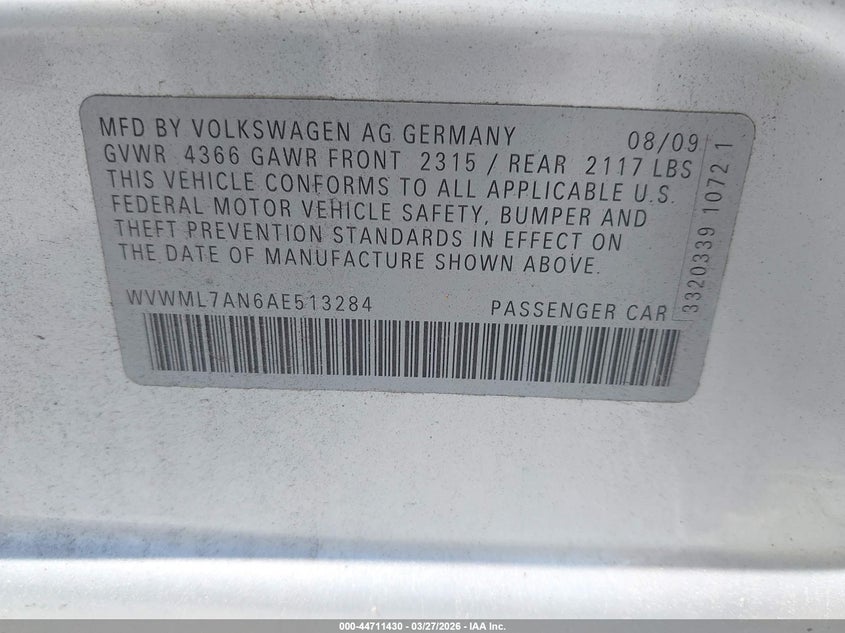 MFD BY VOLKSWAGEN AG GERMANY 08/09
GVWR 4366 GAWR FRONT 2315 / REAR 2117 LBS
THIS VEHICLE CONFORMS TO ALL APPLICABLE U.S.
FEDERAL MOTOR VEHICLE SAFETY, BUMPER AND
THEFT PREVENTION STANDARDS IN EFFECT ON
THE DATE OF MANUFACTURE SHOWN ABOVE.
WVWML7AN6AE513284 PASSENGER CAR
3320339 1072 1
000-44711430 - 03/27/2026 - IAA Inc.